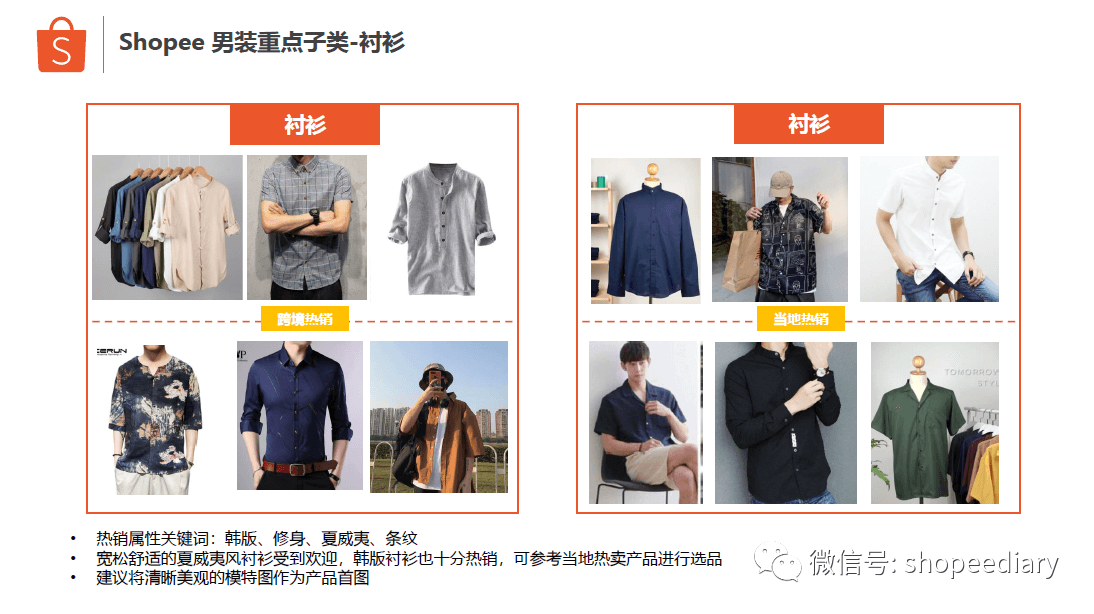 Shopee 男装重点子类-衬衫
衬衫
跨境热销
ZERUN
WP
衬衫
当地热销
TOMORROW
STYL
• 热销属性关键词：韩版、修身、夏威夷、条纹
• 宽松舒适的夏威夷风衬衫受到欢迎，韩版衬衫也十分热销，可参考当地热卖产品进行选品
• 建议将清晰美观的模特图作为产品首图
微信号: shopeediary